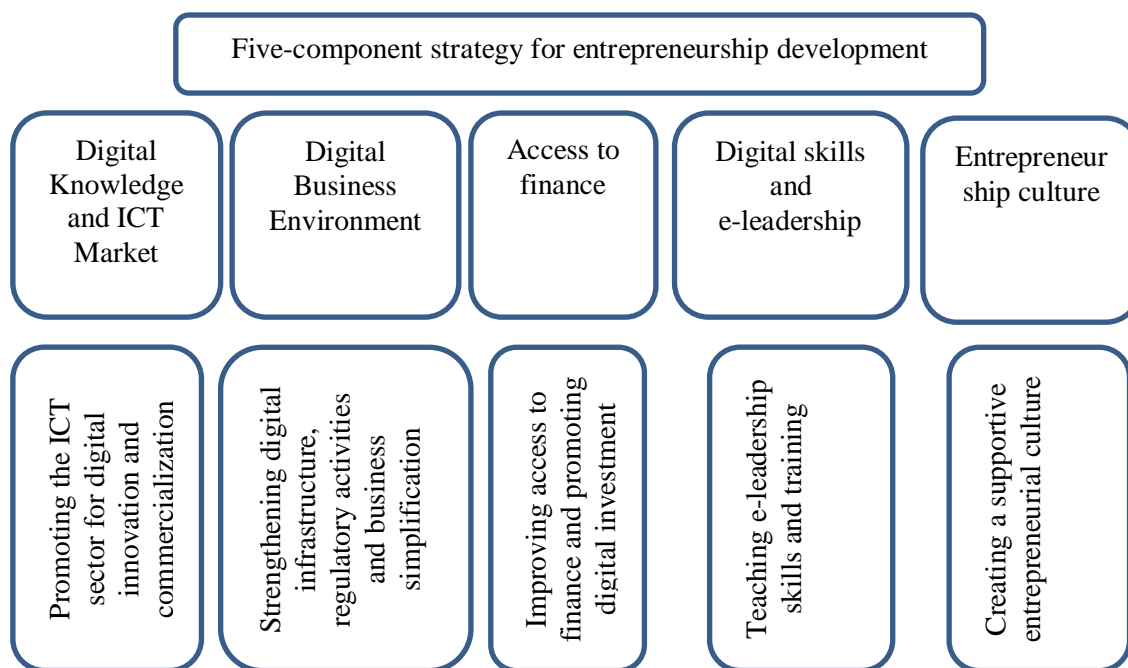 Five-component strategy for entrepreneurship development
Digital
Knowledge
and ICT
Market
Digital
Business
Environment
Access to
finance
Digital skills
and
e-leadership
Entrepreneur
ship culture
Promoting the ICT
sector for digital
innovation and
commercialization
Strengthening digital
infrastructure,
regulatory activities
and business
simplification
Improving access to
finance and promoting
digital investment
Teaching e-leadership
skills and training
Creating a supportive
entrepreneurial culture